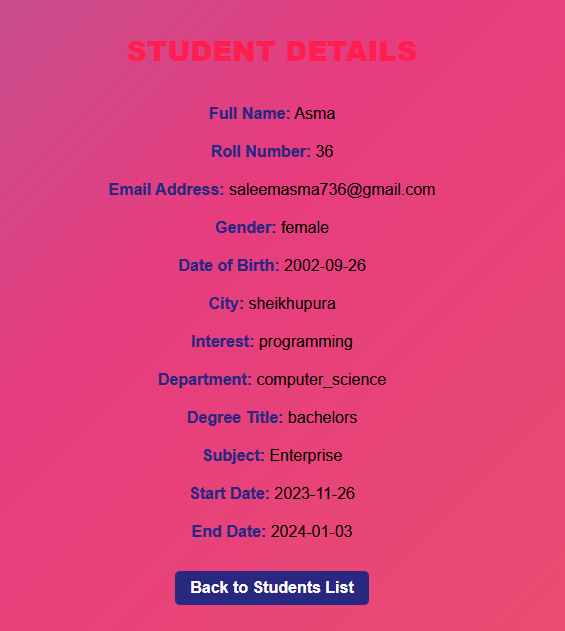 STUDENT DETAILS
Full Name: Asma
Roll Number: 36
Email Address: saleemasma736@gmail.com
Gender: female
Date of Birth: 2002-09-26
City: sheikhupura
Interest: programming
Department: computer_science
Degree Title: bachelors
Subject: Enterprise
Start Date: 2023-11-26
End Date: 2024-01-03
Back to Students List